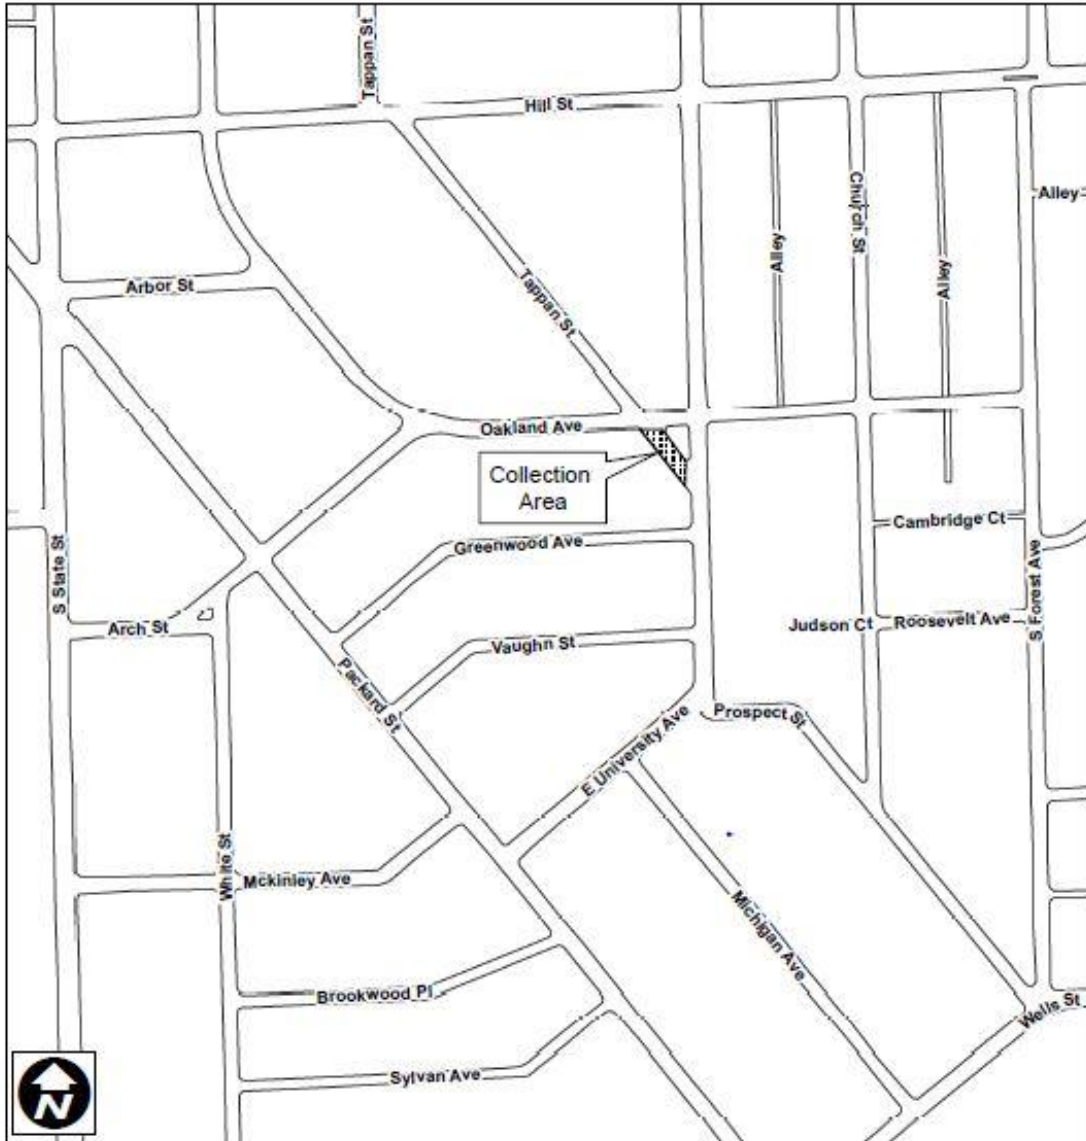 Tappan St
Hill St
Alley
Church St
Alley
Alley
Tappan St
Arbor St
Oakland Ave
Collection
Area
Cambridge Ct
Greenwood Ave
S State St
S Forest Ave
Arch St
Judson Ct
Roosevelt Ave
Vaughn St
Packard St
Prospect St
E University Ave
White St
Mckinley Ave
Michigan Ave
Brookwood Pl
Wells St
Sylvan Ave
N